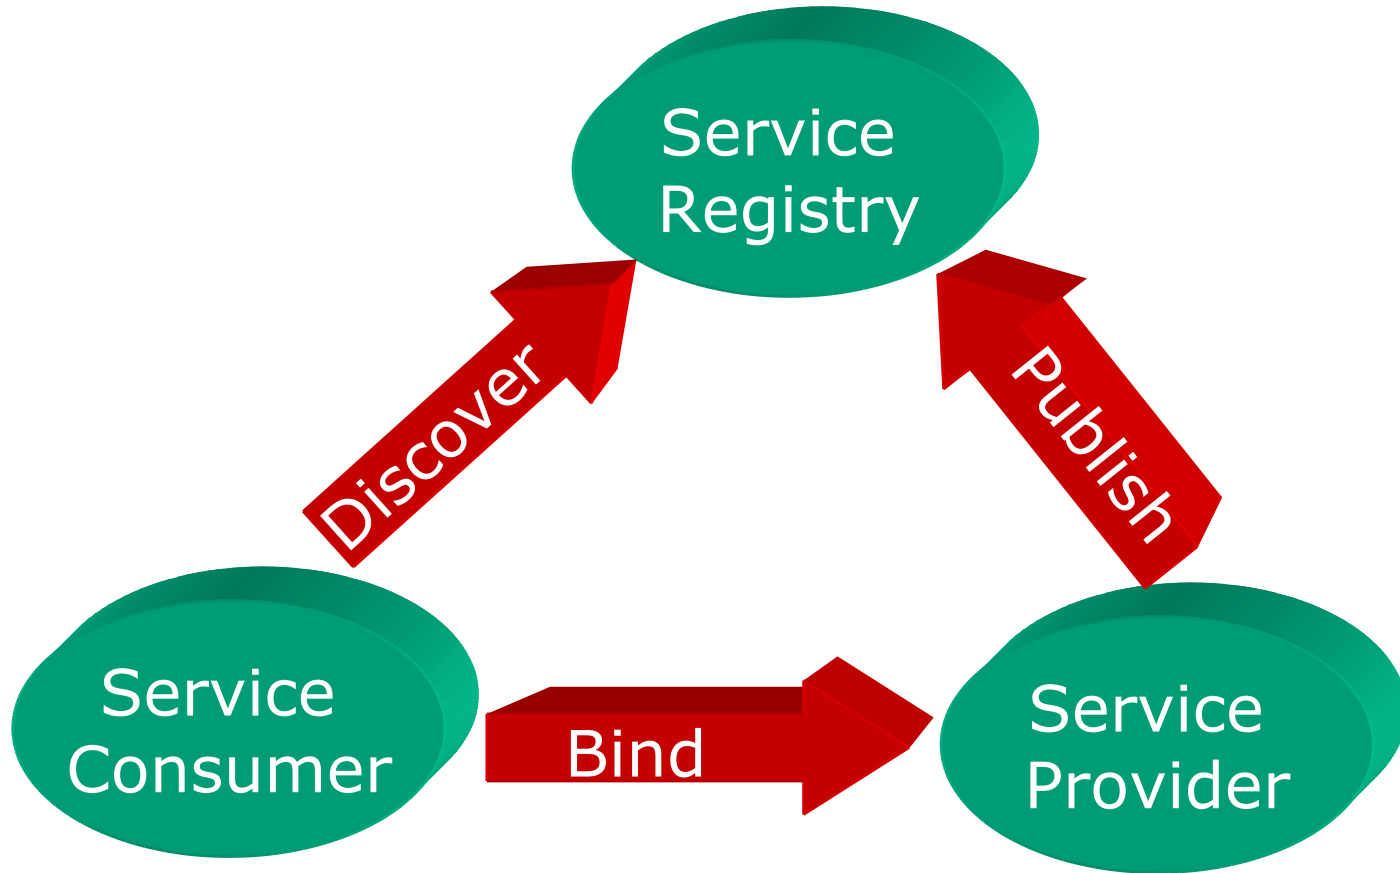 Service
Registry
Discover
Publish
Service
Consumer
Bind
Service
Provider